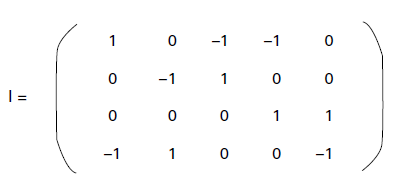 1 0 −1 −1 0
0 −1 1 0 0
I =
0 0 0 1 1
−1 1 0 0 −1